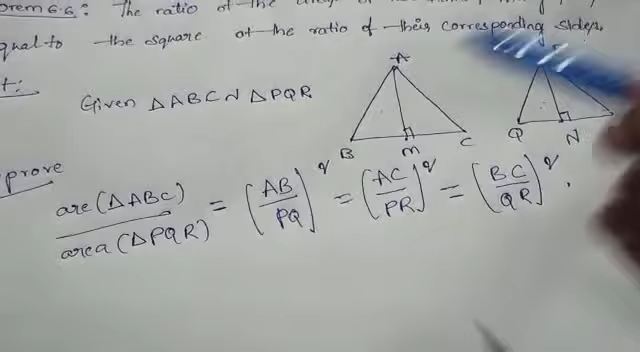 orem 6.6: The ratio of the
qual to the square of the ratio of their corresponding sides.
t:
Given △ABC ~ △PQR
A
B M C
Q N
prove
are(△ABC) / area(△PQR) = (AB/PQ)² = (AC/PR)² = (BC/QR)².